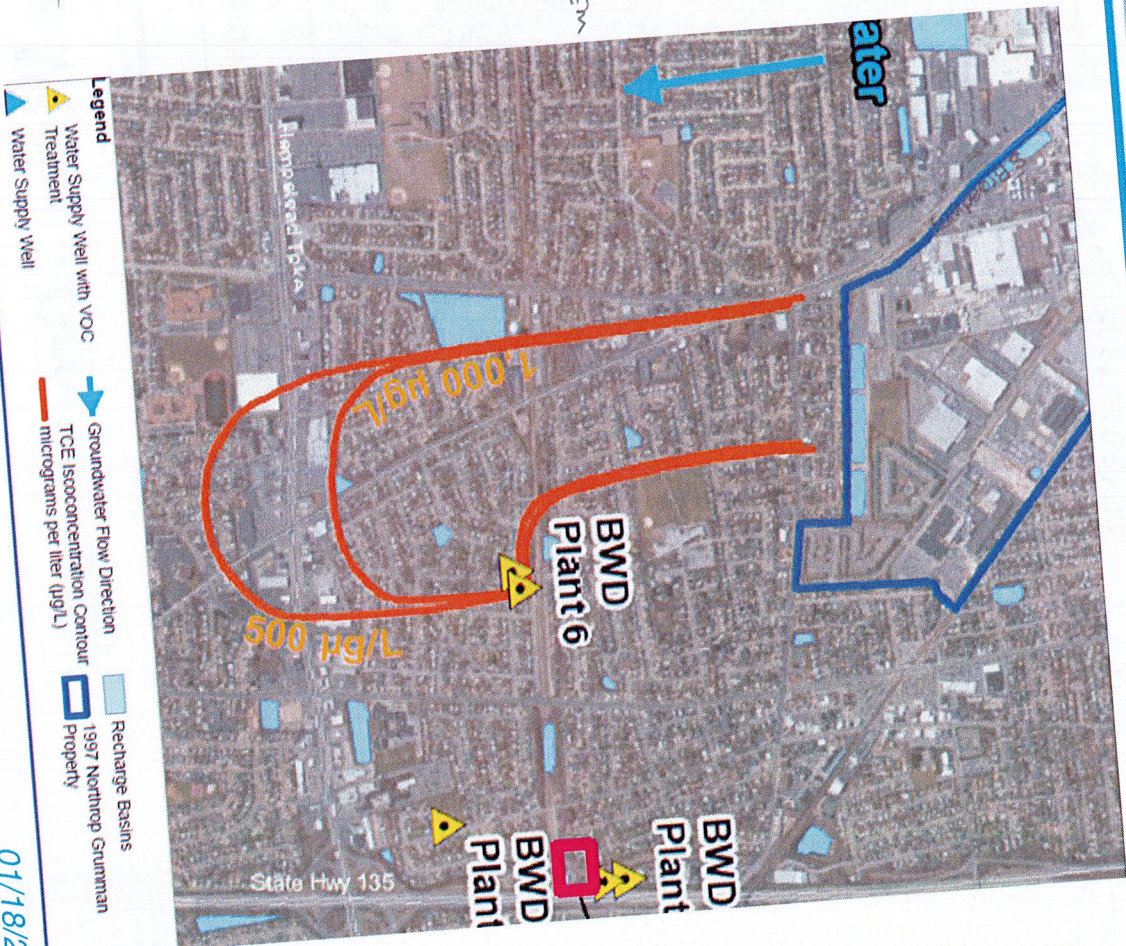 ater
Hempstead Tpke
1,000 µg/L
500 µg/L
BWD
Plant 6
BWD
Plant
BWD
Plant
State Hwy 135
Legend
Water Supply Well with VOC
Treatment
Water Supply Well
Groundwater Flow Direction
TCE Isoconcentration Contour
micrograms per liter (µg/L)
Recharge Basins
1997 Northrop Grumman
Property
01/18/2